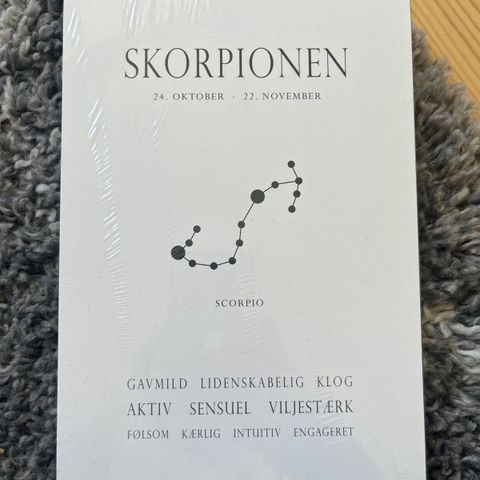 SKORPIONEN
24. OKTOBER - 22. NOVEMBER
SCORPIO
GAVMILD LIDENSKABELIG KLOG
AKTIV SENSUEL VILJESTÆRK
FØLSOM KÆRLIG INTUITIV ENGAGERET